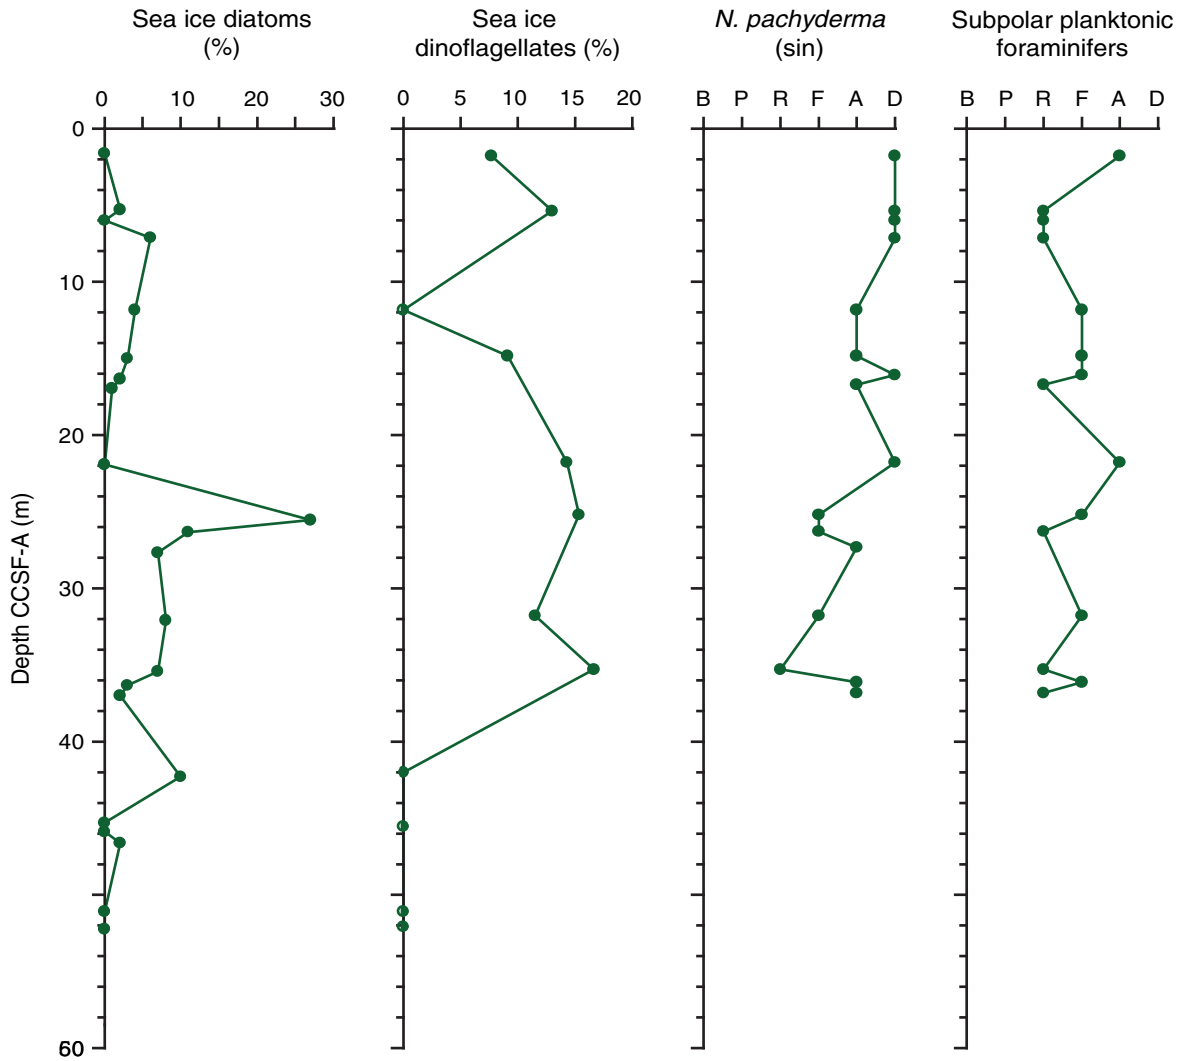 Sea ice diatoms
(%)
Sea ice
dinoflagellates (%)
N. pachyderma
(sin)
Subpolar planktonic
foraminifers
0 10 20 30
0 5 10 15 20
B P R F A D
B P R F A D
0
10
20
30
40
60
Depth CCSF-A (m)